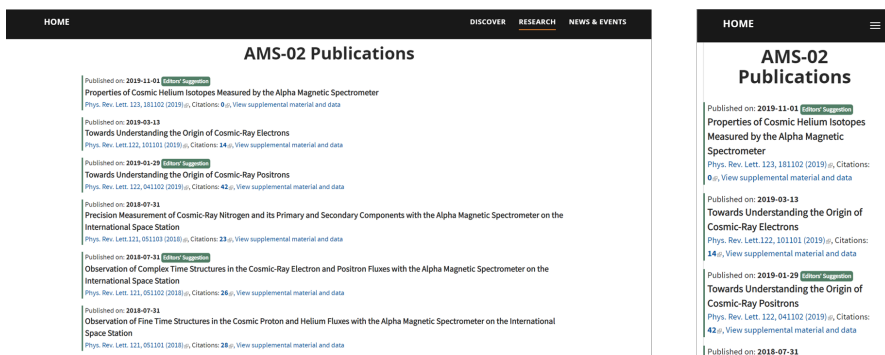 HOME
DISCOVER RESEARCH NEWS & EVENTS
AMS-02 Publications
Published on: 2019-11-01 Editors' Suggestion
Properties of Cosmic Helium Isotopes Measured by the Alpha Magnetic Spectrometer
Phys. Rev. Lett. 123, 181102 (2019), Citations: 0, View supplemental material and data
Published on: 2019-03-13
Towards Understanding the Origin of Cosmic-Ray Electrons
Phys. Rev. Lett.122, 101101 (2019), Citations: 14, View supplemental material and data
Published on: 2019-01-29 Editors' Suggestion
Towards Understanding the Origin of Cosmic-Ray Positrons
Phys. Rev. Lett. 122, 041102 (2019), Citations: 42, View supplemental material and data
Published on: 2018-07-31
Precision Measurement of Cosmic-Ray Nitrogen and its Primary and Secondary Components with the Alpha Magnetic Spectrometer on the
International Space Station
Phys. Rev. Lett.121, 051103 (2018), Citations: 23, View supplemental material and data
Published on: 2018-07-31 Editors' Suggestion
Observation of Complex Time Structures in the Cosmic-Ray Electron and Positron Fluxes with the Alpha Magnetic Spectrometer on the
International Space Station
Phys. Rev. Lett. 121, 051102 (2018), Citations: 26, View supplemental material and data
Published on: 2018-07-31
Observation of Fine Time Structures in the Cosmic Proton and Helium Fluxes with the Alpha Magnetic Spectrometer on the International
Space Station
Phys. Rev. Lett. 121, 051101 (2018), Citations: 28, View supplemental material and data
HOME
AMS-02
Publications
Published on: 2019-11-01 Editors' Suggestion
Properties of Cosmic Helium Isotopes
Measured by the Alpha Magnetic
Spectrometer
Phys. Rev. Lett. 123, 181102 (2019), Citations:
0, View supplemental material and data
Published on: 2019-03-13
Towards Understanding the Origin of
Cosmic-Ray Electrons
Phys. Rev. Lett.122, 101101 (2019), Citations:
14, View supplemental material and data
Published on: 2019-01-29 Editors' Suggestion
Towards Understanding the Origin of
Cosmic-Ray Positrons
Phys. Rev. Lett. 122, 041102 (2019), Citations:
42, View supplemental material and data
Published on: 2018-07-31